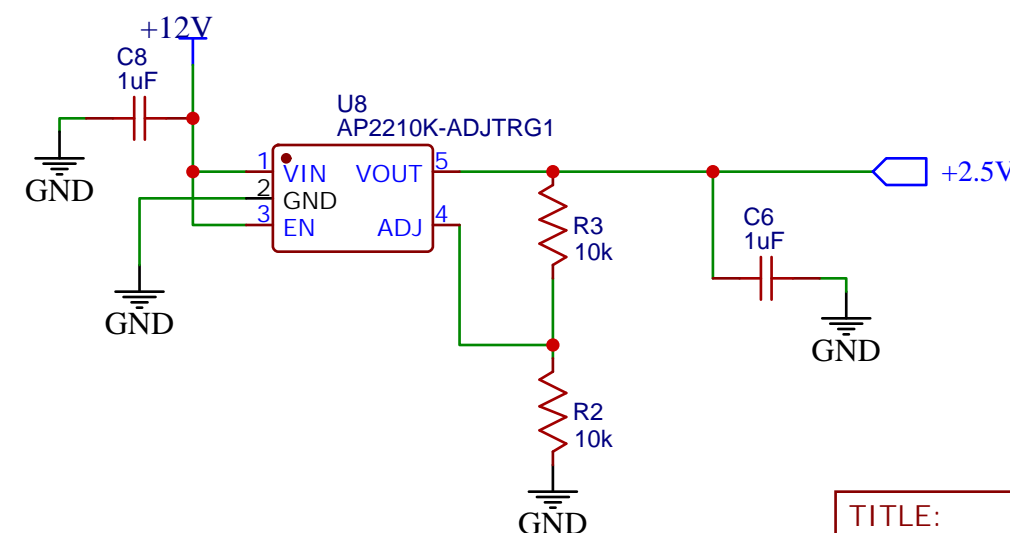 +12V
C8
1uF
GND
U8
AP2210K-ADJTRG1
1 VIN VOUT 5
2 GND
3 EN ADJ 4
GND
R3
10k
+2.5V
C6
1uF
GND
R2
10k
GND
TITLE: